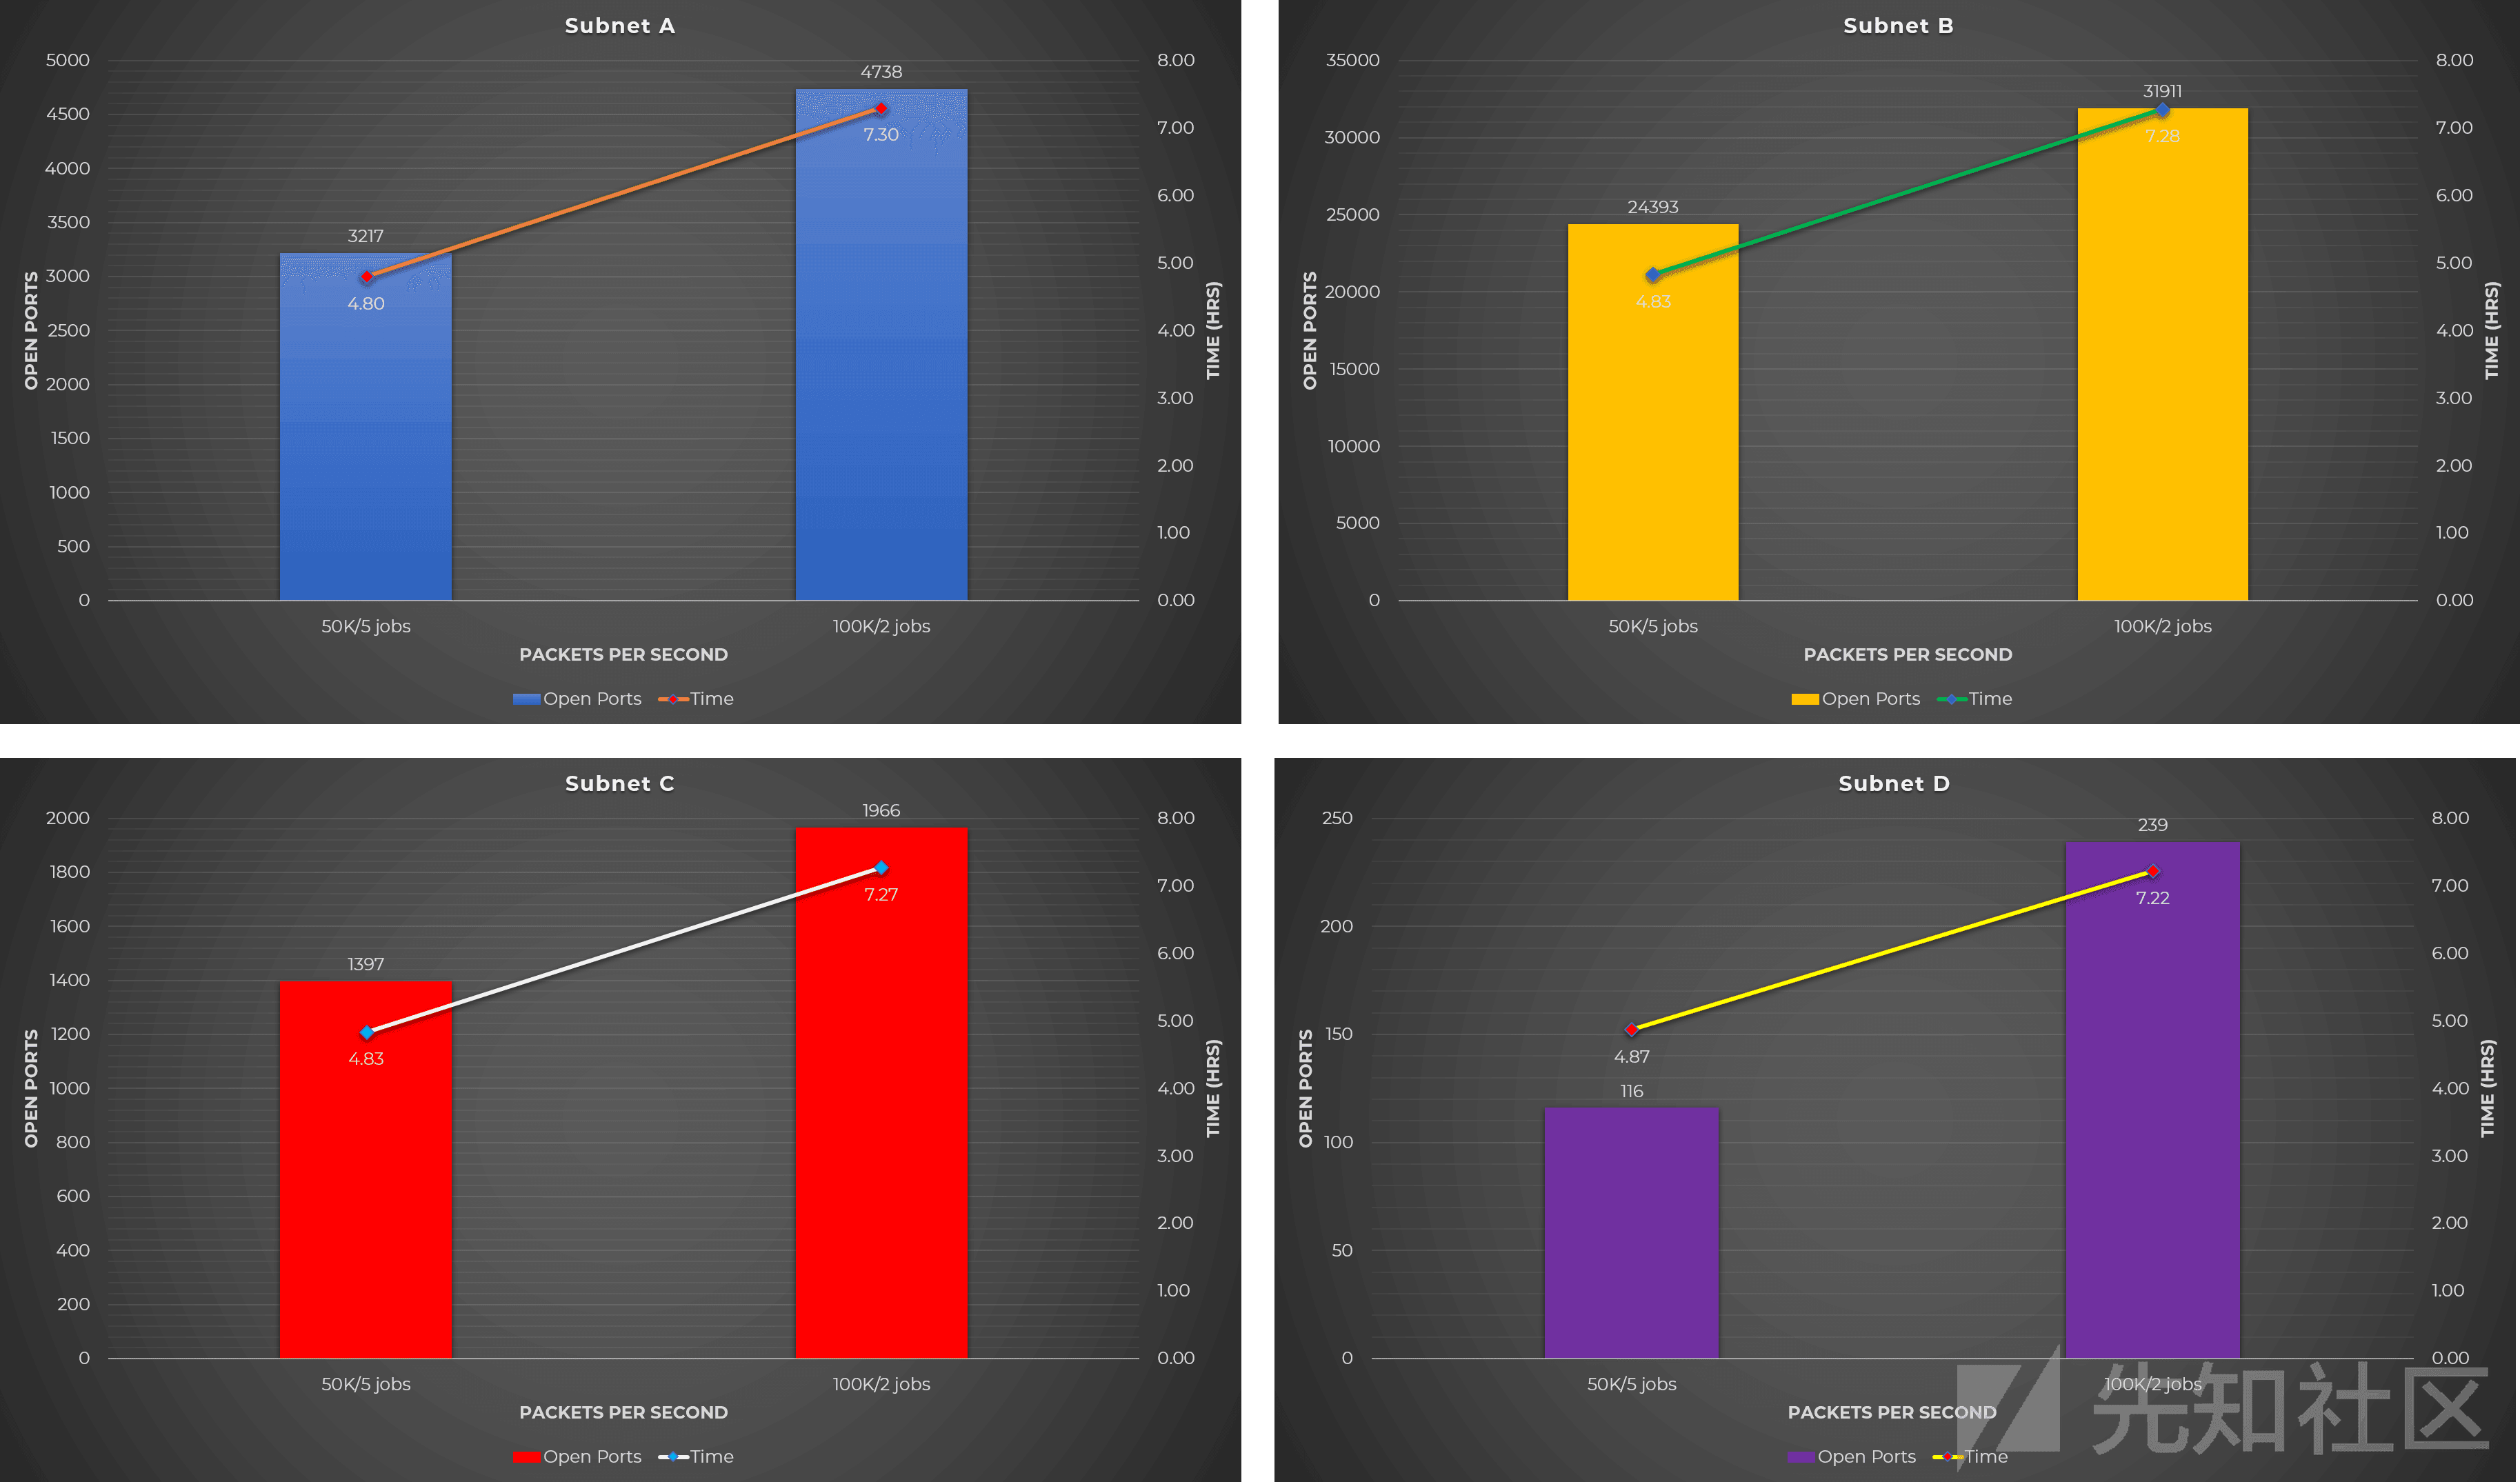 Subnet A
5000
4500
4000
3500
3000
2500
2000
1500
1000
500
0
OPEN PORTS
3217
4.80
4738
7.30
8.00
7.00
6.00
5.00
4.00
3.00
2.00
1.00
0.00
TIME (HRS)
50K/5 jobs
100K/2 jobs
PACKETS PER SECOND
Open Ports
Time
Subnet B
35000
30000
25000
20000
15000
10000
5000
0
OPEN PORTS
24393
4.83
31911
7.28
8.00
7.00
6.00
5.00
4.00
3.00
2.00
1.00
0.00
TIME (HRS)
50K/5 jobs
100K/2 jobs
PACKETS PER SECOND
Open Ports
Time
Subnet C
2000
1800
1600
1400
1200
1000
800
600
400
200
0
OPEN PORTS
1397
4.83
1966
7.27
8.00
7.00
6.00
5.00
4.00
3.00
2.00
1.00
0.00
TIME (HRS)
50K/5 jobs
100K/2 jobs
PACKETS PER SECOND
Open Ports
Time
Subnet D
250
200
150
100
50
0
OPEN PORTS
4.87
116
239
7.22
8.00
7.00
6.00
5.00
4.00
3.00
2.00
1.00
0.00
TIME (HRS)
50K/5 jobs
100K/2 jobs
PACKETS PER SECOND
Open Ports
Time
先知社区